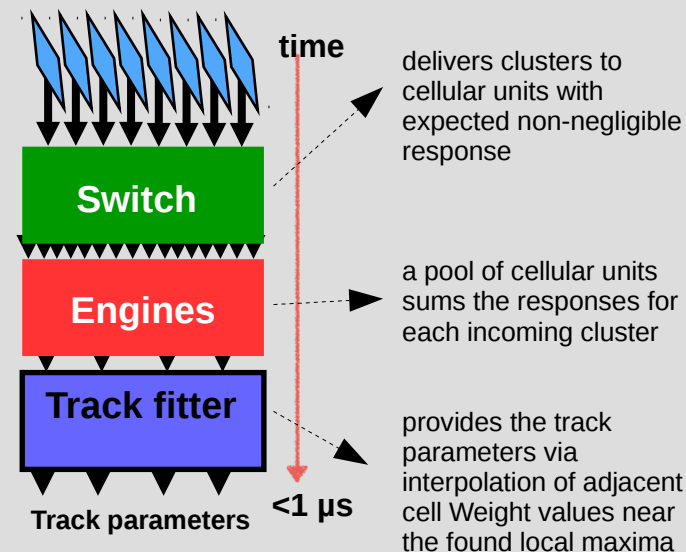 time
delivers clusters to
cellular units with
expected non-negligible
response
Switch
a pool of cellular units
sums the responses for
each incoming cluster
Engines
Track fitter
provides the track
parameters via
interpolation of adjacent
cell Weight values near
the found local maxima
<1 µs
Track parameters